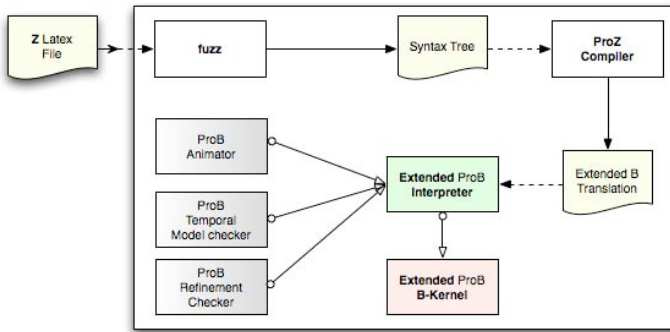 Z Latex
File
fuzz
Syntax Tree
ProZ
Compiler
ProB
Animator
ProB
Temporal
Model checker
ProB
Refinement
Checker
Extended ProB
Interpreter
Extended B
Translation
Extended ProB
B-Kernel